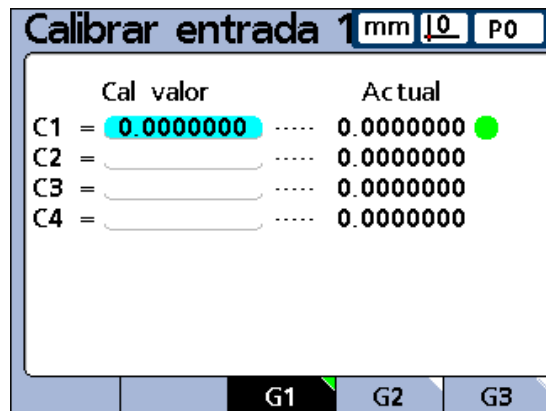 Calibrar entrada 1 mm 0 P0
Cal valor Actual
C1 = 0.0000000 ..... 0.0000000
C2 = ..... 0.0000000
C3 = ..... 0.0000000
C4 = ..... 0.0000000
G1 G2 G3